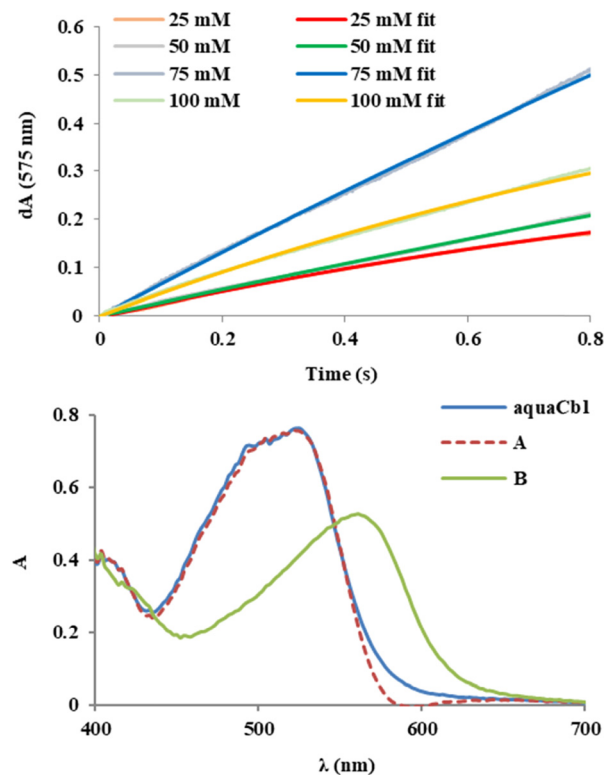 25 mM 25 mM fit
50 mM 50 mM fit
75 mM 75 mM fit
100 mM 100 mM fit
0.6
0.5
0.4
0.3
0.2
0.1
0
dA (575 nm)
0 0.2 0.4 0.6 0.8
Time (s)
aquaCbl
A
B
0.8
0.6
0.4
0.2
0
A
400 500 600 700
λ (nm)